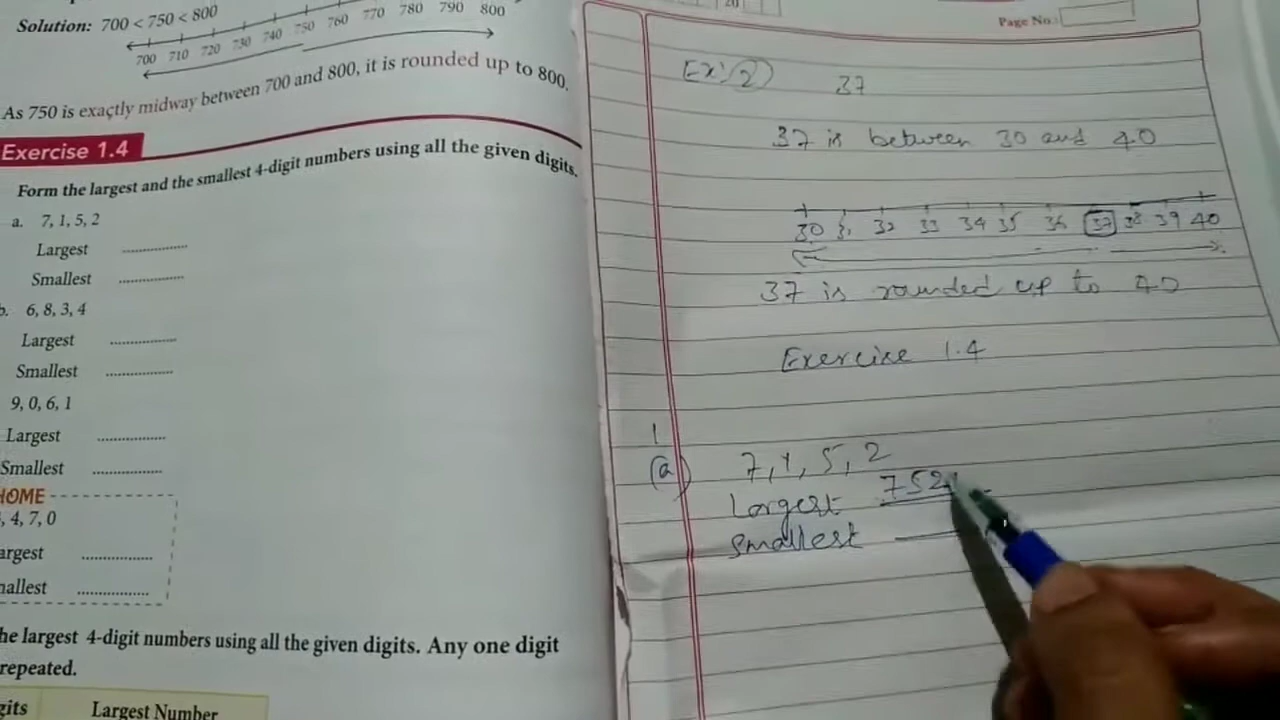 Solution: 700 < 750 < 800
700 710 720 730 740 750 760 770 780 790 800
As 750 is exactly midway between 700 and 800, it is rounded up to 800.
Exercise 1.4
Form the largest and the smallest 4-digit numbers using all the given digits.
a. 7, 1, 5, 2
Largest ................
Smallest ................
b. 6, 8, 3, 4
Largest ................
Smallest ................
9, 0, 6, 1
Largest ................
Smallest ................
HOME
, 4, 7, 0
argest ................
mallest ................
he largest 4-digit numbers using all the given digits. Any one digit
repeated.
gits Largest Number
20
Page No.
Ex: 2) 37
37 is between 30 and 40
30 31 32 33 34 35 36 37 38 39 40
37 is rounded up to 40
Exercise 1.4
1
(a) 7, 1, 5, 2
Largest 7521
smallest